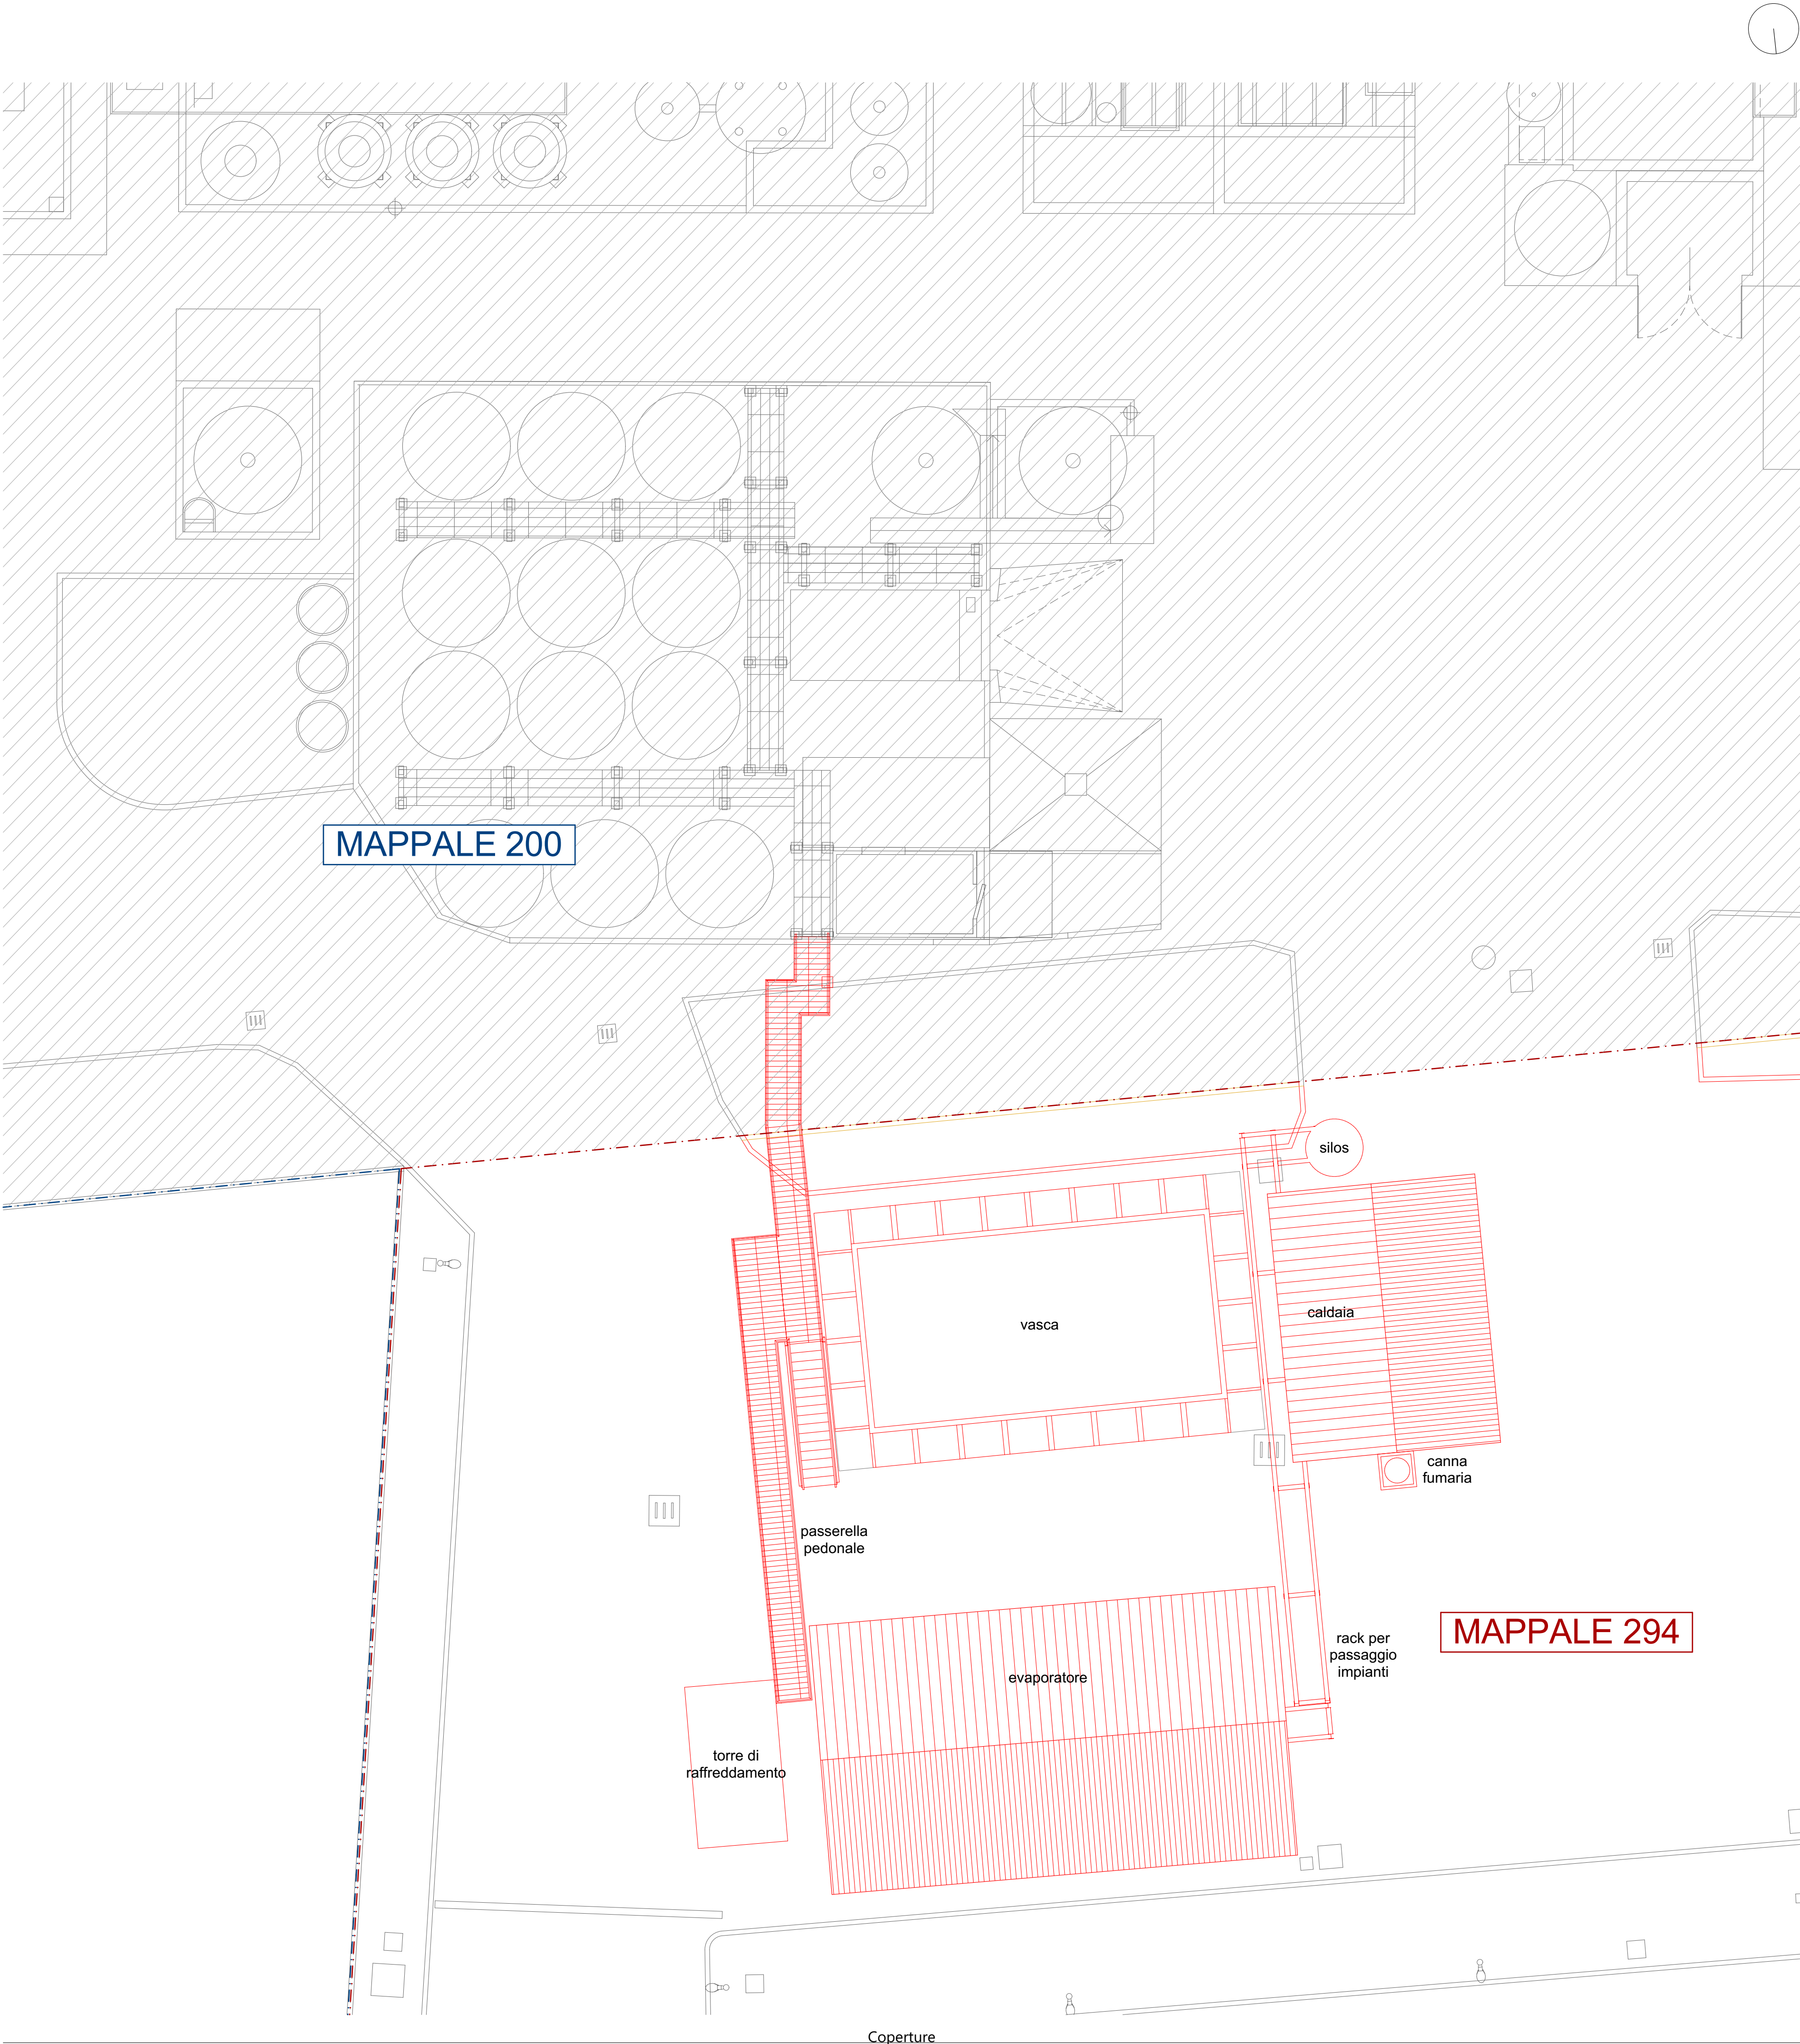 MAPPALE 200
silos
caldaia
vasca
canna
fumaria
passerella
pedonale
MAPPALE 294
rack per
passaggio
impianti
evaporatore
torre di
raffreddamento
Coperture